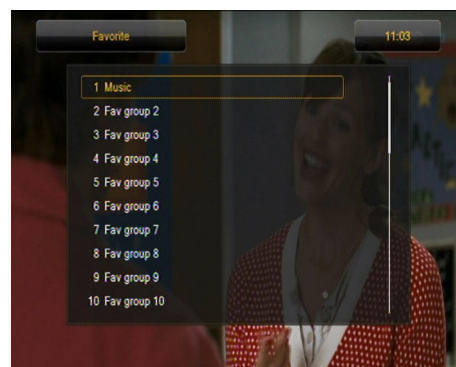 Favorite
11:03
1 Music
2 Fav group 2
3 Fav group 3
4 Fav group 4
5 Fav group 5
6 Fav group 6
7 Fav group 7
8 Fav group 8
9 Fav group 9
10 Fav group 10